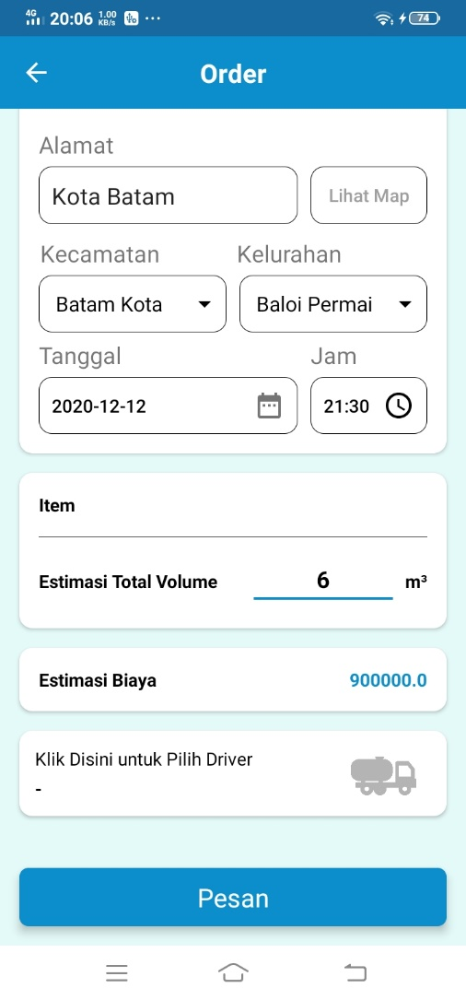 4G 20:06 1.00 KB/s ... 74
Order
Alamat
Kota Batam Lihat Map
Kecamatan Kelurahan
Batam Kota Baloi Permai
Tanggal Jam
2020-12-12 21:30
Item
Estimasi Total Volume 6 m³
Estimasi Biaya 900000.0
Klik Disini untuk Pilih Driver
-
Pesan